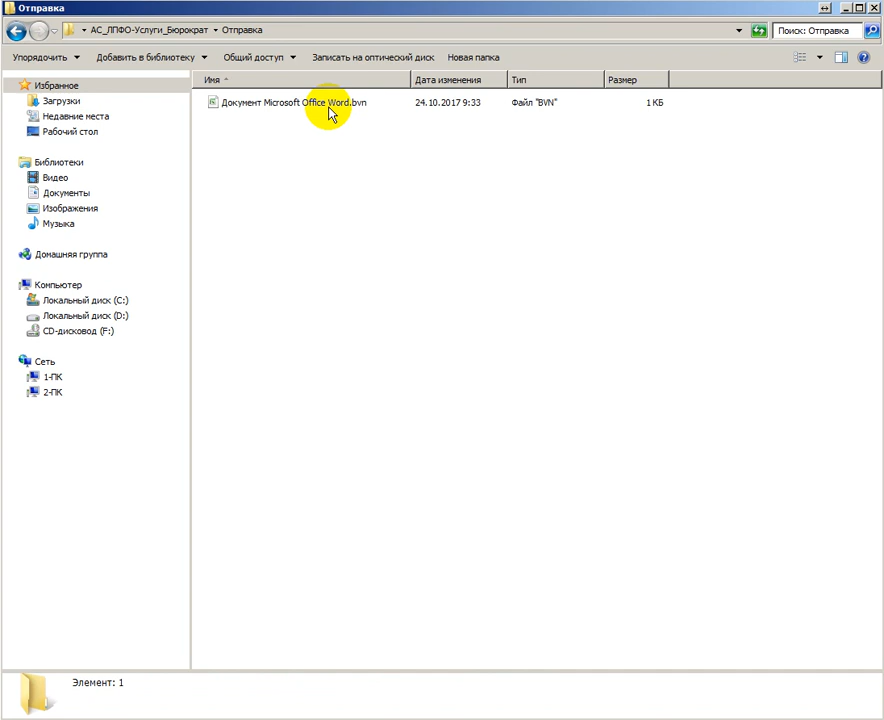 Отправка
АС_ЛПФО-Услуги_Бюрократ Отправка Поиск: Отправка
Упорядочить Добавить в библиотеку Общий доступ Записать на оптический диск Новая папка
Имя Дата изменения Тип Размер
Документ Microsoft Office Word.bvn 24.10.2017 9:33 Файл "BVN" 1 КБ
Избранное
Загрузки
Недавние места
Рабочий стол
Библиотеки
Видео
Документы
Изображения
Музыка
Домашняя группа
Компьютер
Локальный диск (C:)
Локальный диск (D:)
CD-дисковод (F:)
Сеть
1-ПК
2-ПК
Элемент: 1